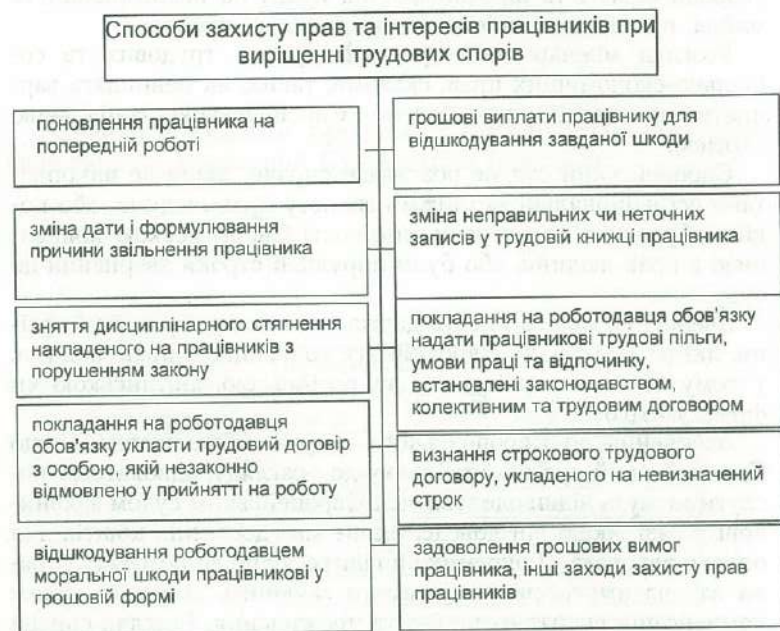 Способи захисту прав та інтересів працівників при
вирішенні трудових спорів
поновлення працівника на
попередній роботі
грошові виплати працівнику для
відшкодування завданої шкоди
зміна дати і формулювання
причини звільнення працівника
зміна неправильних чи неточних
записів у трудовій книжці працівника
зняття дисциплінарного стягнення
накладеного на працівників з
порушенням закону
покладання на роботодавця обов'язку
надати працівникові трудові пільги,
умови праці та відпочинку,
встановлені законодавством,
колективним та трудовим договором
покладання на роботодавця
обов'язку укласти трудовий договір
з особою, якій незаконно
відмовлено у прийнятті на роботу
визнання строкового трудового
договору, укладеного на невизначений
строк
відшкодування роботодавцем
моральної шкоди працівникові у
грошовій формі
задоволення грошових вимог
працівника, інші заходи захисту прав
працівників